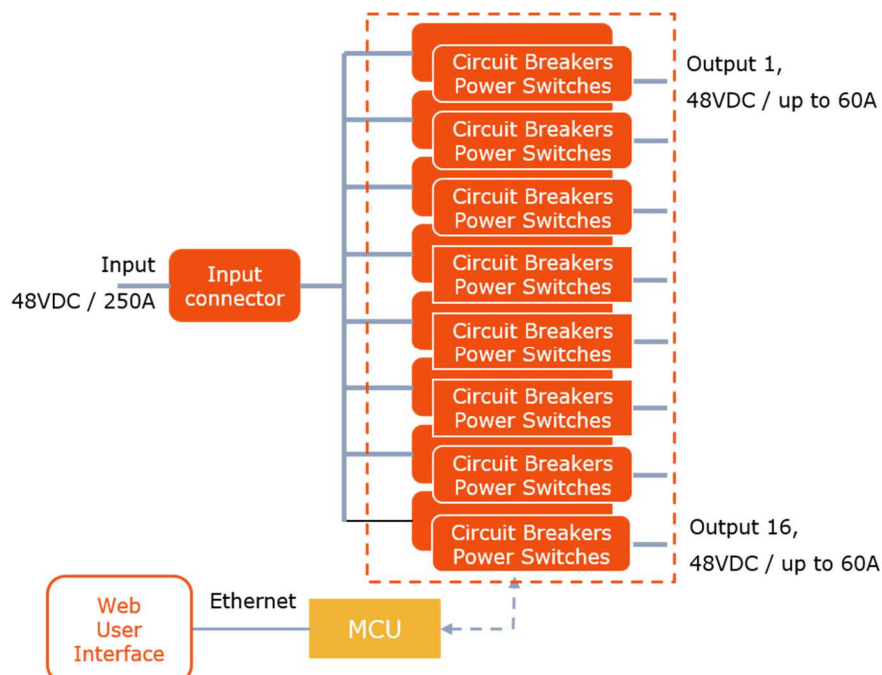 Circuit Breakers
Power Switches
Output 1,
48VDC / up to 60A
Circuit Breakers
Power Switches
Circuit Breakers
Power Switches
Circuit Breakers
Power Switches
Input
48VDC / 250A
Input
connector
Circuit Breakers
Power Switches
Circuit Breakers
Power Switches
Circuit Breakers
Power Switches
Circuit Breakers
Power Switches
Output 16,
48VDC / up to 60A
Web
User
Interface
Ethernet
MCU